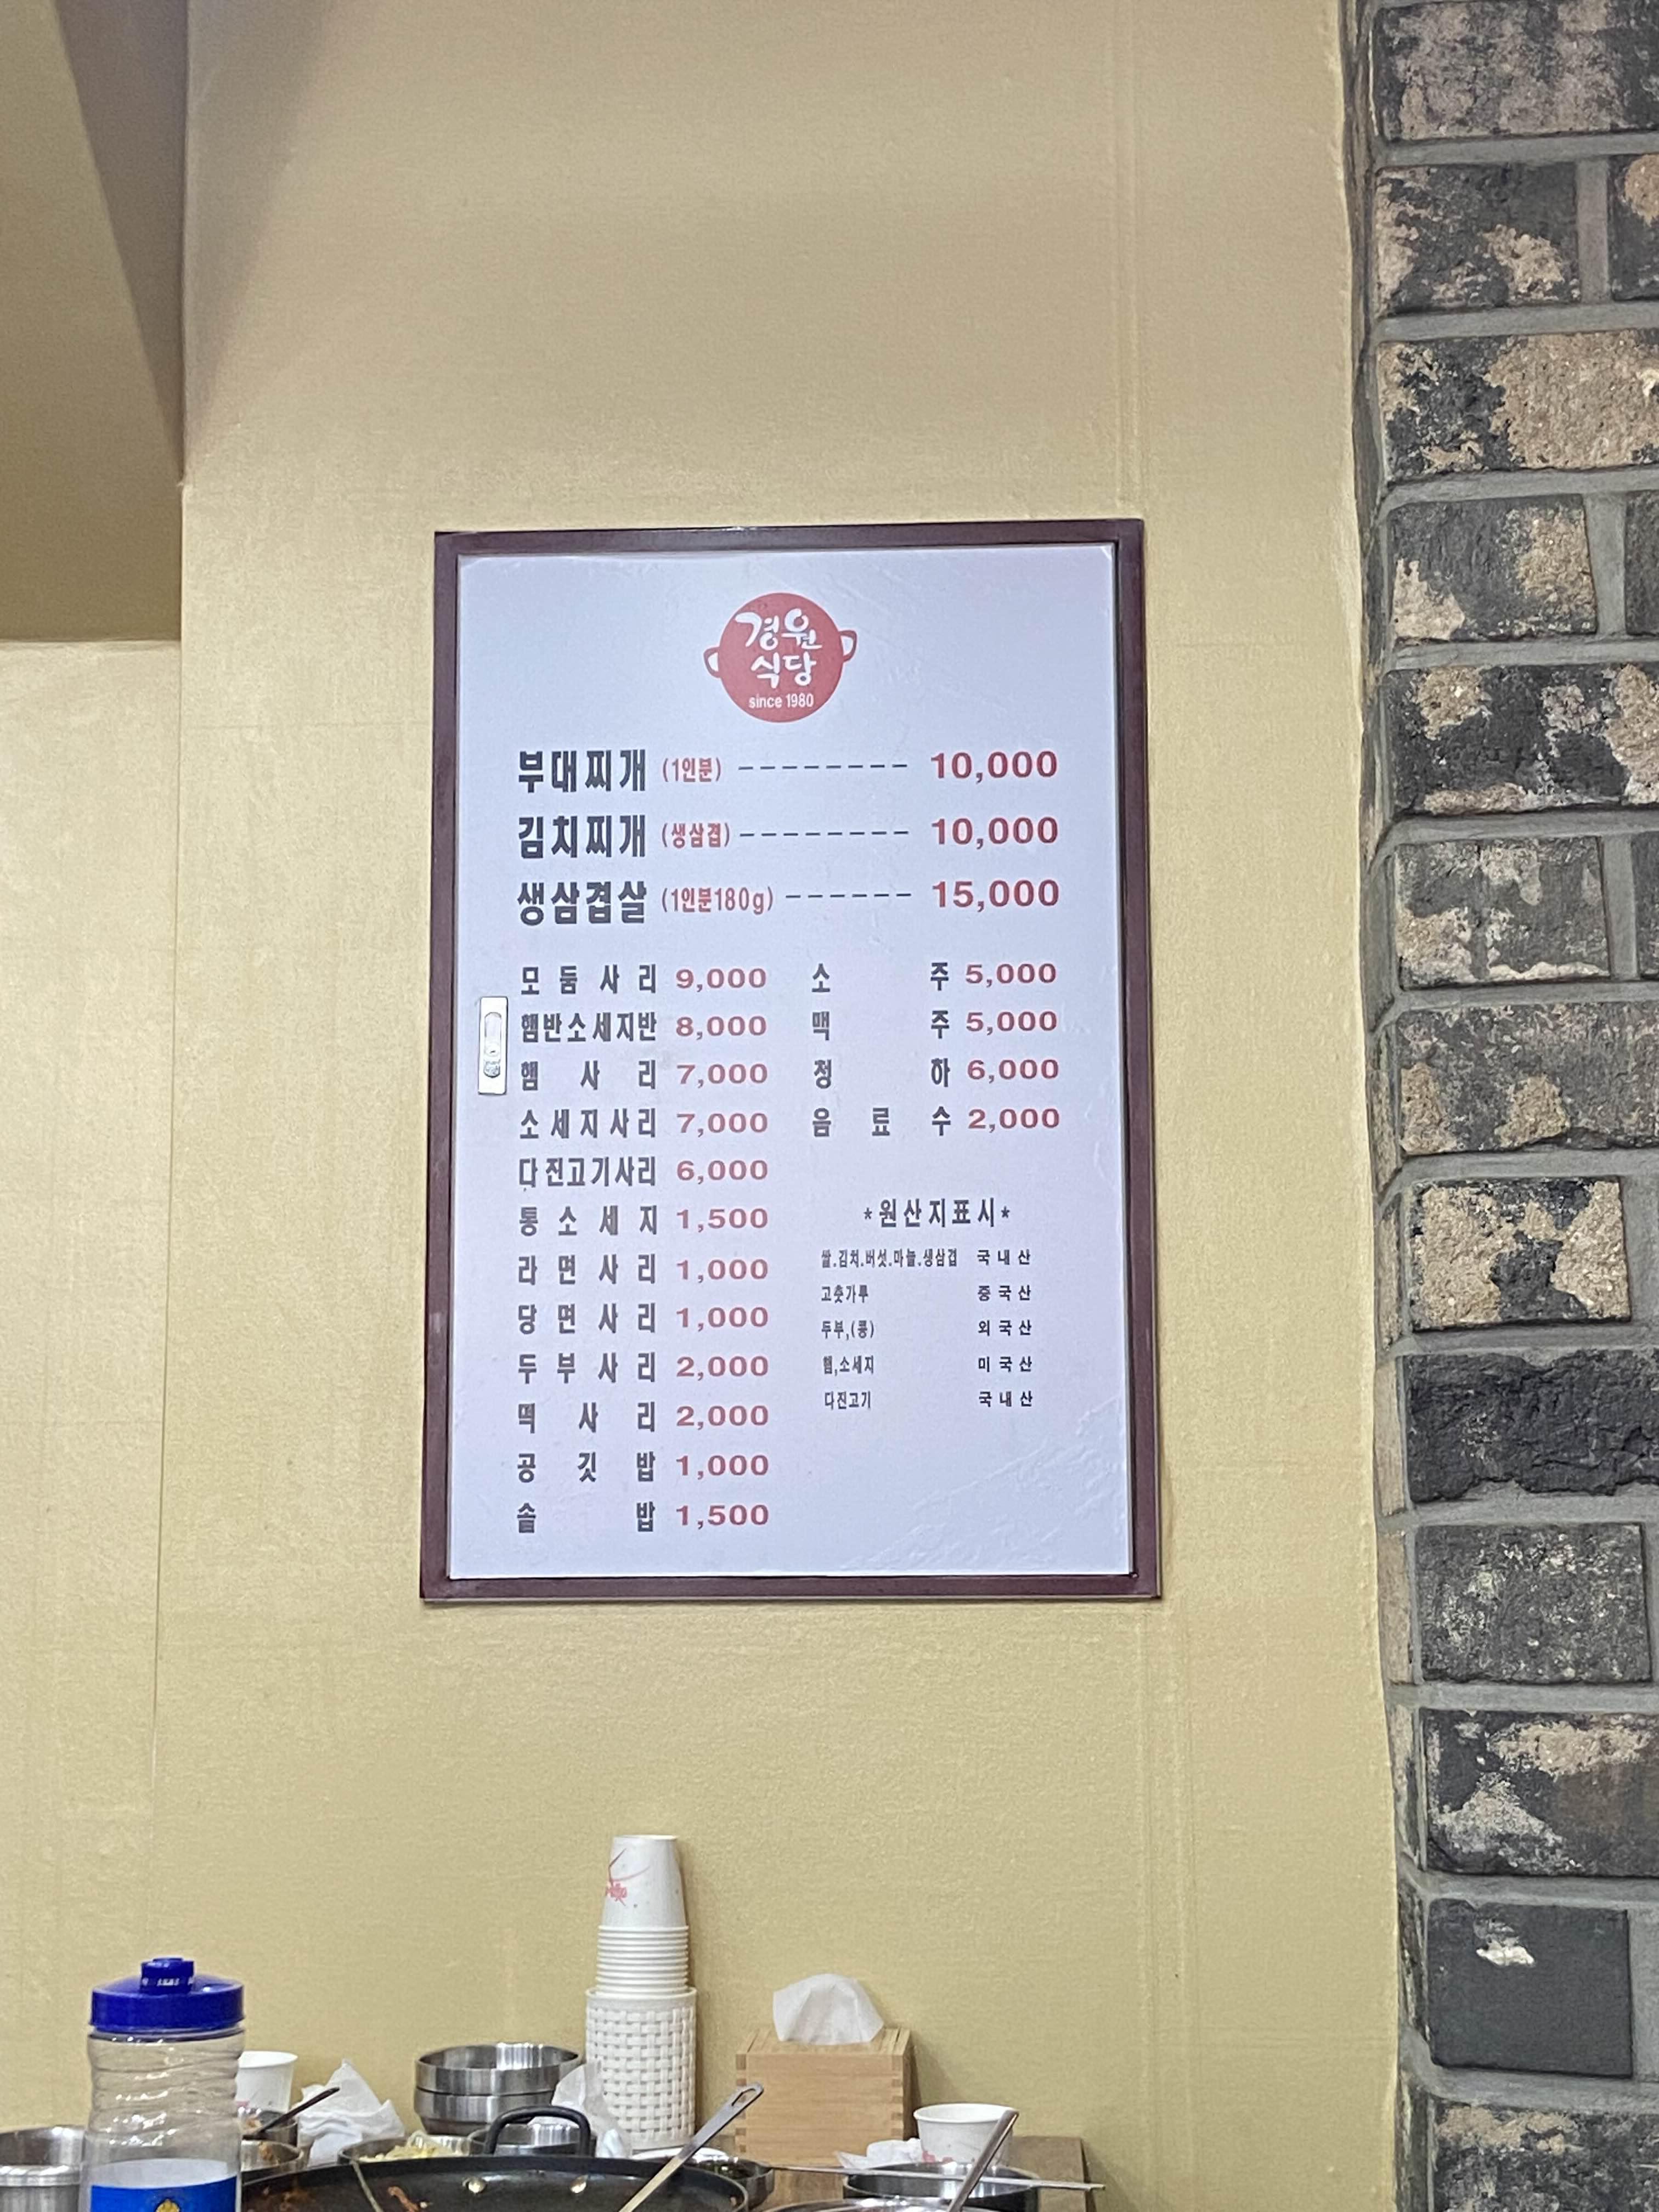 경원
식당
since 1980
부대찌개 (1인분) -------- 10,000
김치찌개 (생삼겹) -------- 10,000
생삼겹살 (1인분180g) ------ 15,000
모둠사리 9,000
햄반소세지반 8,000
햄사리 7,000
소세지사리 7,000
다진고기사리 6,000
통소세지 1,500
라면사리 1,000
당면사리 1,000
두부사리 2,000
떡사리 2,000
공깃밥 1,000
솥밥 1,500
소주 5,000
맥주 5,000
청하 6,000
음료수 2,000
*원산지표시*
쌀.김치.버섯.마늘.생삼겹 국내산
고춧가루 중국산
두부,(콩) 외국산
햄,소세지 미국산
다진고기 국내산